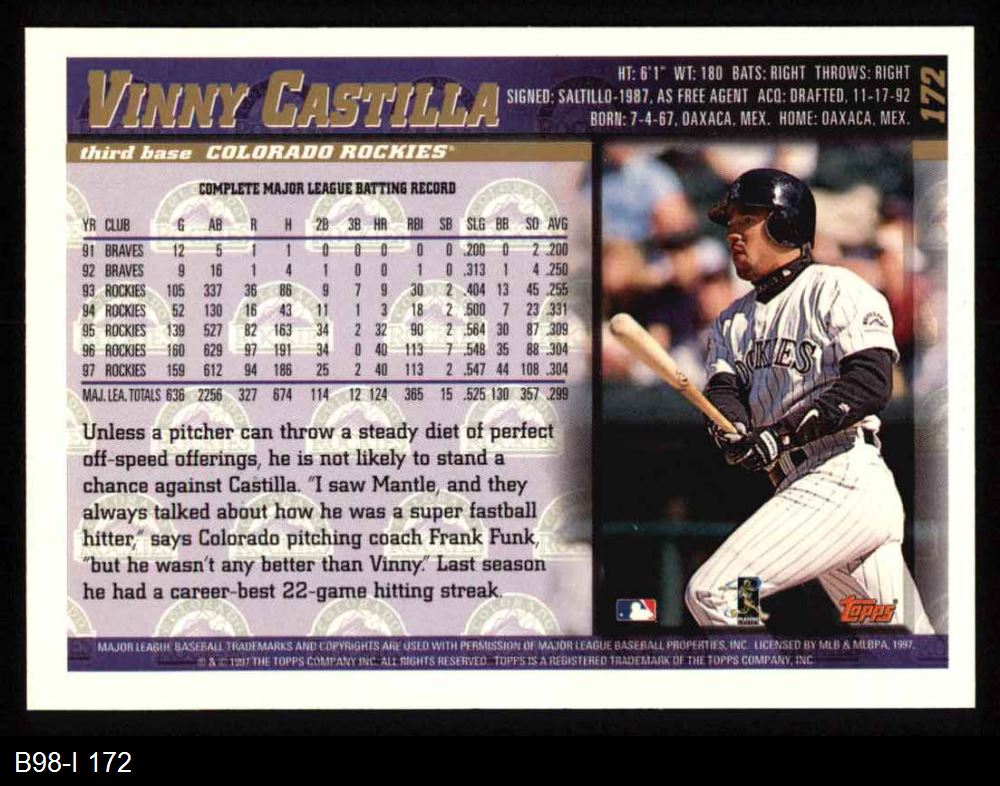 VINNY CASTILLA
HT: 6'1" WT: 180 BATS: RIGHT THROWS: RIGHT
SIGNED: SALTILLO-1987, AS FREE AGENT ACQ: DRAFTED, 11-17-92
BORN: 7-4-67, OAXACA, MEX. HOME: OAXACA, MEX.
172
third base COLORADO ROCKIES
COMPLETE MAJOR LEAGUE BATTING RECORD
YR CLUB G AB R H 2B 3B HR RBI SB SLG BB SO AVG
91 BRAVES 12 5 1 1 0 0 0 0 0 .200 0 2 .200
92 BRAVES 9 16 1 4 1 0 0 1 0 .313 1 4 .250
93 ROCKIES 105 337 36 86 9 7 9 30 2 .404 13 45 .255
94 ROCKIES 52 130 16 43 11 1 3 18 2 .500 7 23 .331
95 ROCKIES 139 527 82 163 34 2 32 90 2 .564 30 87 .309
96 ROCKIES 160 629 97 191 34 0 40 113 7 .548 35 88 .304
97 ROCKIES 159 612 94 186 25 2 40 113 2 .547 44 108 .304
MAJ. LEA. TOTALS 636 2256 327 674 114 12 124 365 15 .525 130 357 .299
Unless a pitcher can throw a steady diet of perfect
off-speed offerings, he is not likely to stand a
chance against Castilla. "I saw Mantle, and they
always talked about how he was a super fastball
hitter," says Colorado pitching coach Frank Funk,
"but he wasn't any better than Vinny." Last season
he had a career-best 22-game hitting streak.
Topps
MAJOR LEAGUE BASEBALL TRADEMARKS AND COPYRIGHTS ARE USED WITH PERMISSION OF MAJOR LEAGUE BASEBALL PROPERTIES, INC. LICENSED BY MLB & MLBPA, 1997.
® & © 1997 THE TOPPS COMPANY, INC. ALL RIGHTS RESERVED. TOPPS IS A REGISTERED TRADEMARK OF THE TOPPS COMPANY, INC.
B98-I 172